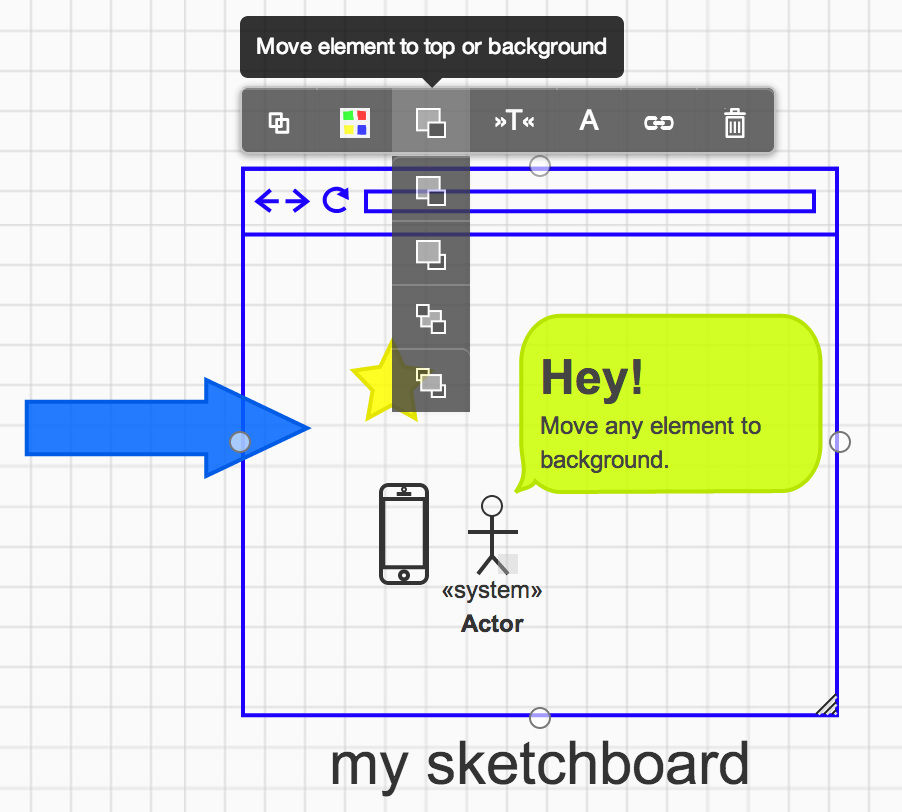 Move element to top or background
»T«
A
Hey!
Move any element to
background.
«system»
Actor
my sketchboard